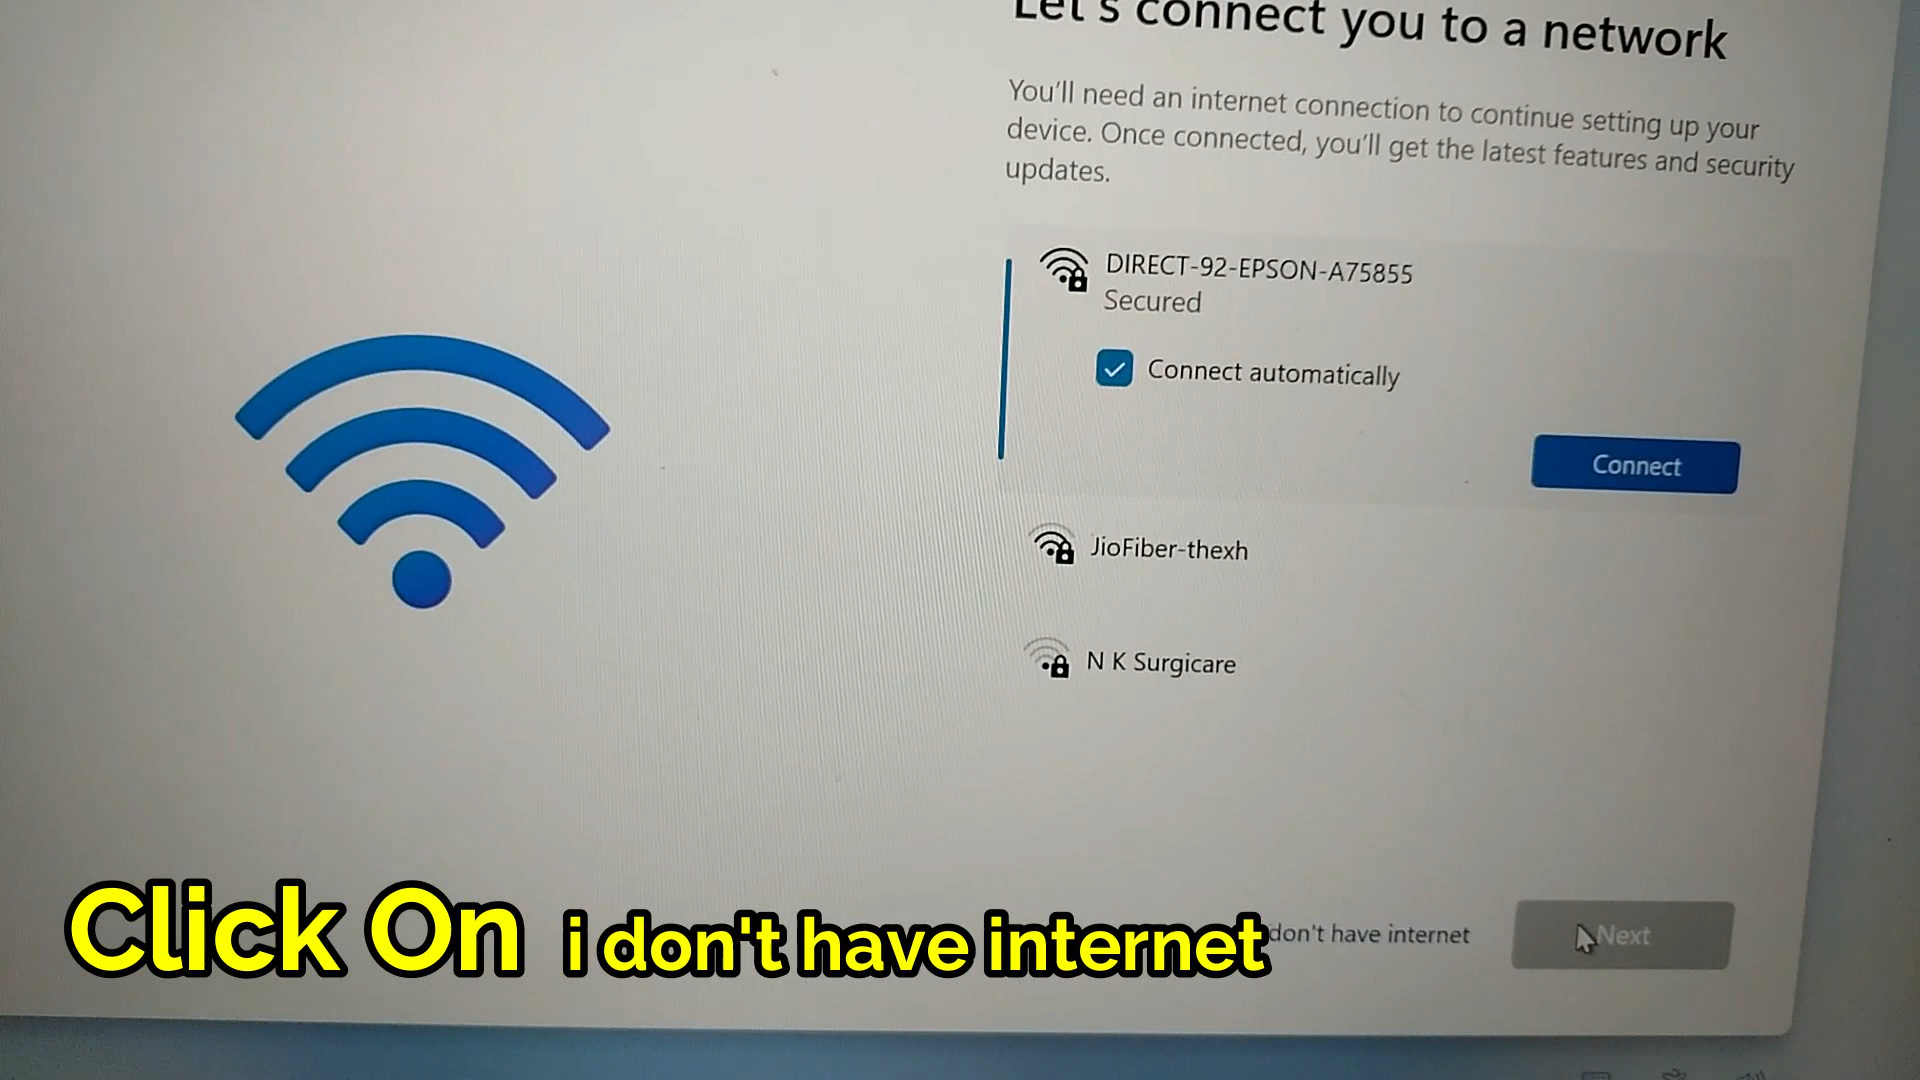 Let's connect you to a network
You'll need an internet connection to continue setting up your
device. Once connected, you'll get the latest features and security
updates.
DIRECT-92-EPSON-A75855
Secured
Connect automatically
Connect
JioFiber-thexh
N K Surgicare
don't have internet
Next
Click On i don't have internet